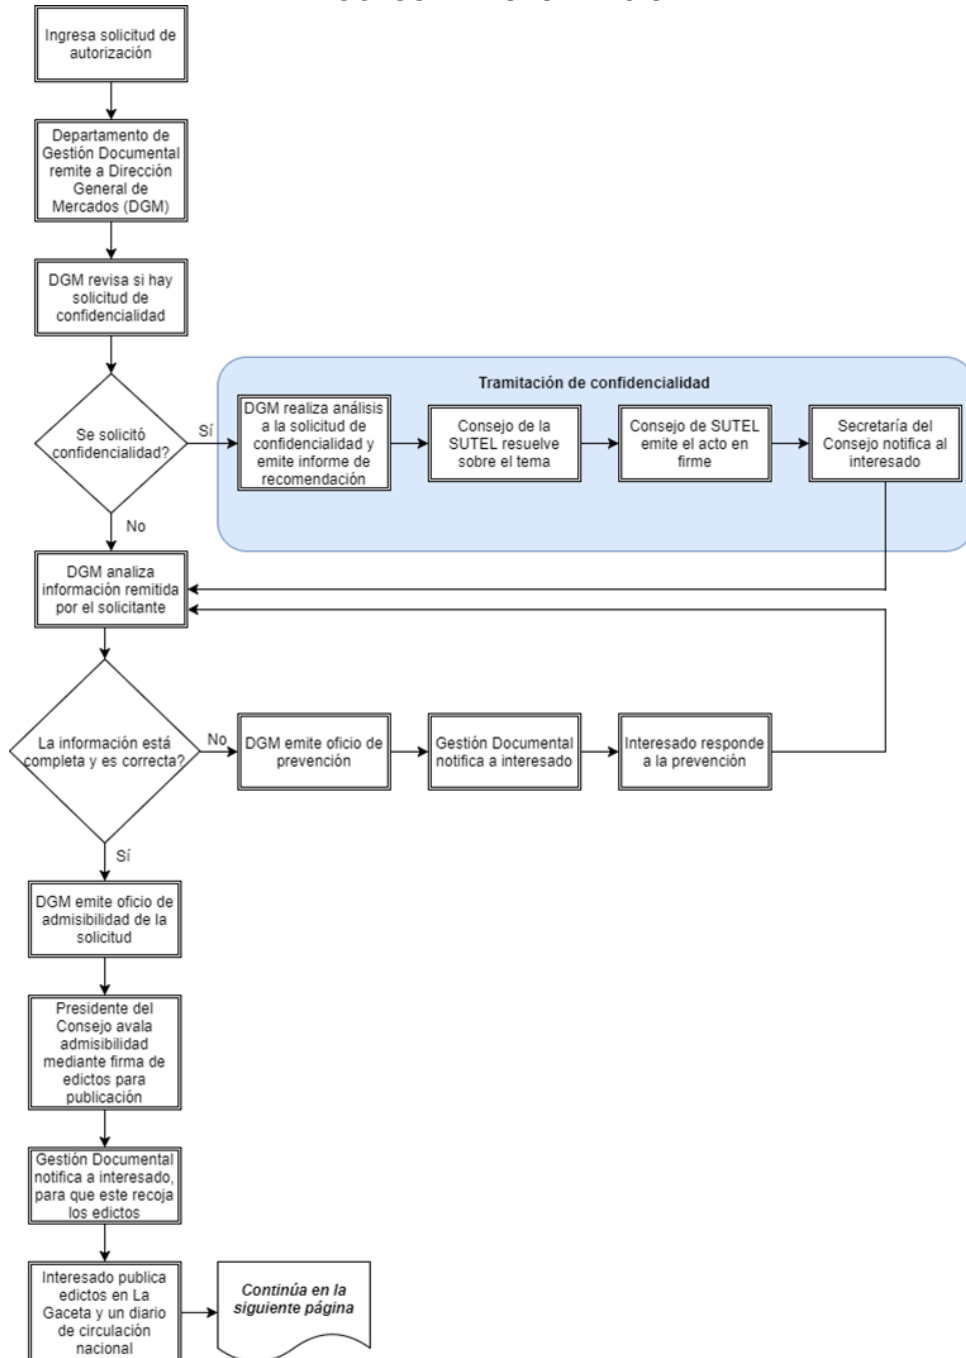 Ingresa solicitud de
autorización
Departamento de
Gestión Documental
remite a Dirección
General de
Mercados (DGM)
DGM revisa si hay
solicitud de
confidencialidad
Se solicitó
confidencialidad?
Sí
No
Tramitación de confidencialidad
DGM realiza análisis
a la solicitud de
confidencialidad y
emite informe de
recomendación
Consejo de la
SUTEL resuelve
sobre el tema
Consejo de SUTEL
emite el acto en
firme
Secretaría del
Consejo notifica al
interesado
DGM analiza
información remitida
por el solicitante
La información está
completa y es correcta?
No
DGM emite oficio de
prevención
Gestión Documental
notifica a interesado
Interesado responde
a la prevención
Sí
DGM emite oficio de
admisibilidad de la
solicitud
Presidente del
Consejo avala
admisibilidad
mediante firma de
edictos para
publicación
Gestión Documental
notifica a interesado,
para que este recoja
los edictos
Interesado publica
edictos en La
Gaceta y un diario
de circulación
nacional
Continúa en la
siguiente página